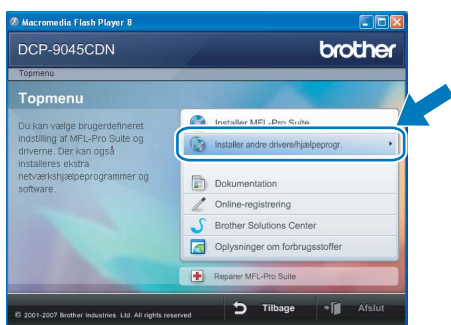 Macromedia Flash Player 8
DCP-9045CDN
brother
Topmenu
Topmenu
Du kan vælge brugerdefineret
indstilling af MFL-Pro Suite og
driverne. Der kan også
installeres ekstra
netværkshjælpeprogrammer og
software.
Installer MFL-Pro Suite
Installer andre drivere/hjælpeprogr.
Dokumentation
Online-registrering
Brother Solutions Center
Oplysninger om forbrugsstoffer
Reparer MFL-Pro Suite
© 2001-2007 Brother Industries Ltd. All rights reserved
Tilbage
Afslut